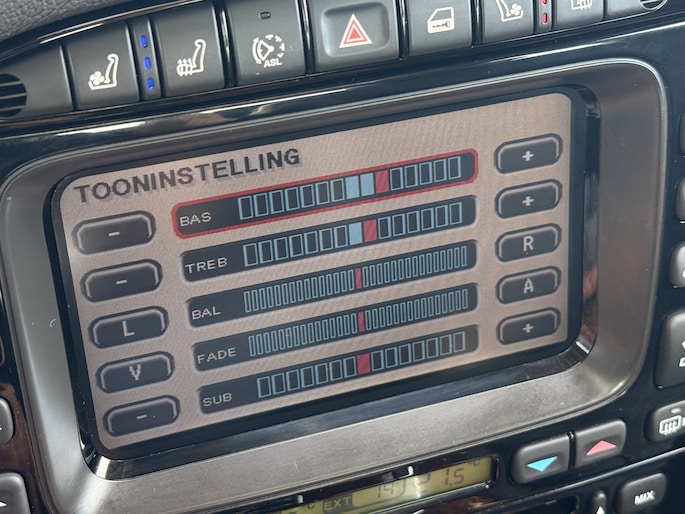 ASL
TOONINSTELLING
- BAS +
- TREB +
L BAL R
V FADE A
- SUB +
EXT
MIX